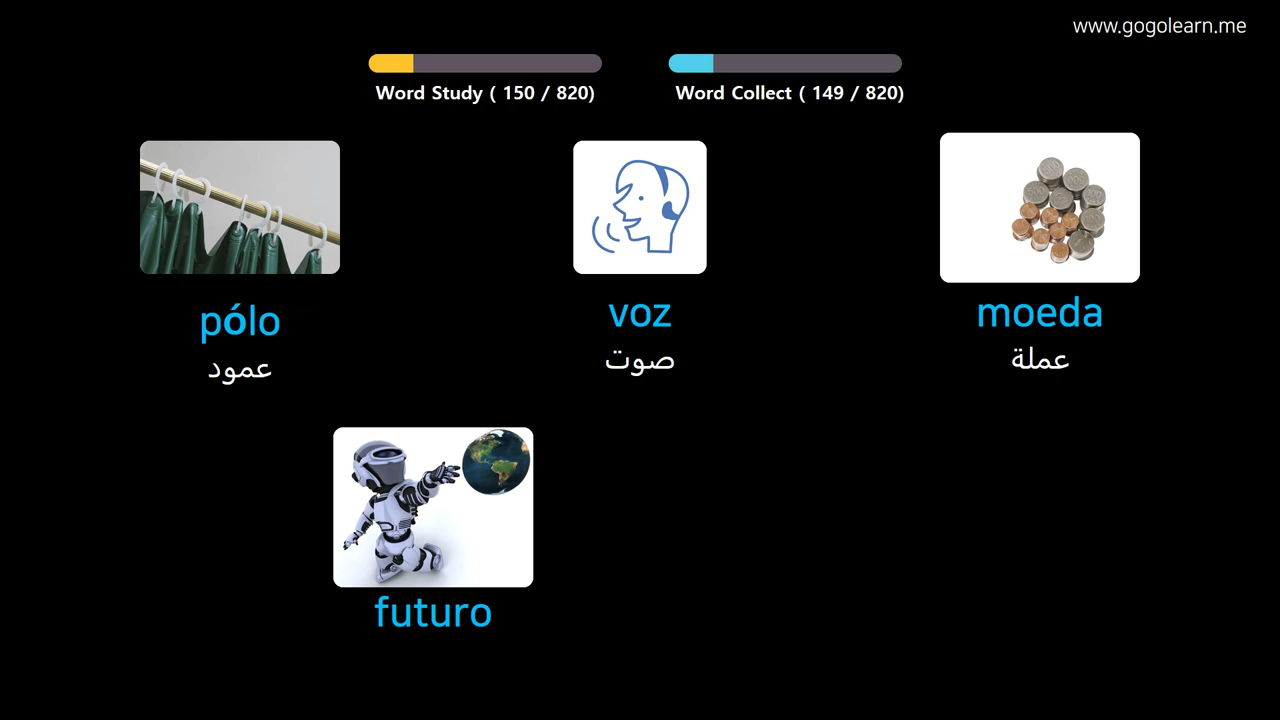 www.gogolearn.me
Word Study ( 150 / 820)
Word Collect ( 149 / 820)
pólo
voz
moeda
عمود
صوت
عملة
futuro